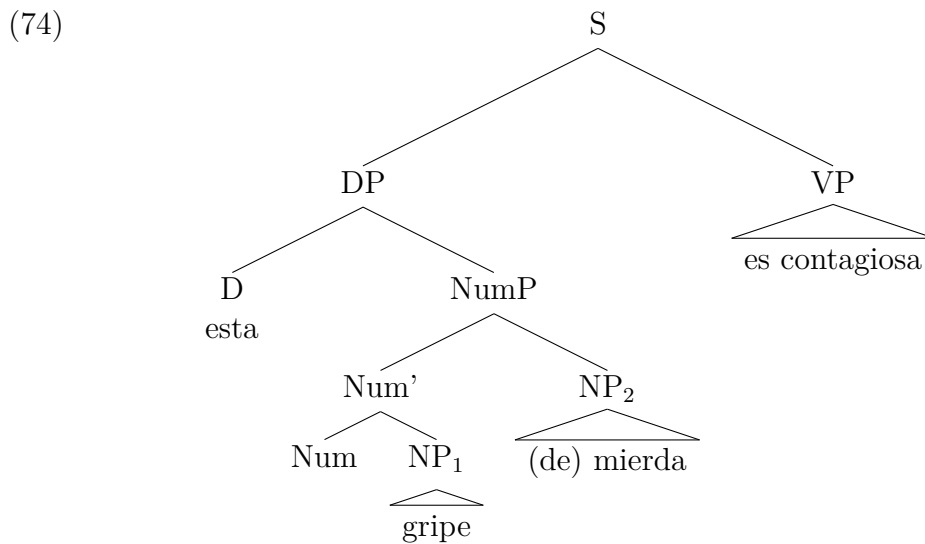 (74) S
DP VP
es contagiosa
D NumP
esta
Num' NP₂
Num NP₁ (de) mierda
gripe